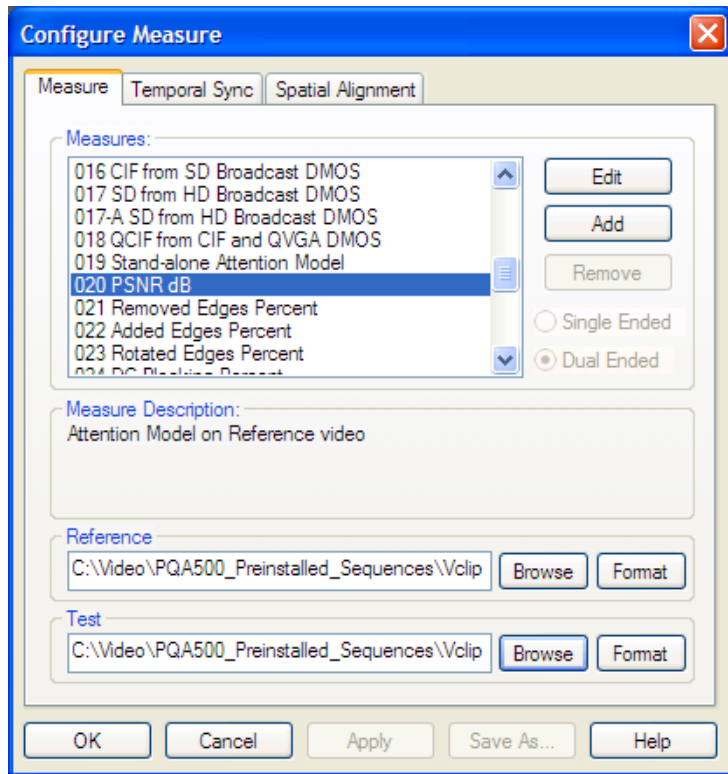 Configure Measure
Measure
Temporal Sync
Spatial Alignment
Measures:
016 CIF from SD Broadcast DMOS
017 SD from HD Broadcast DMOS
017-A SD from HD Broadcast DMOS
018 QCIF from CIF and QVGA DMOS
019 Stand-alone Attention Model
020 PSNR dB
021 Removed Edges Percent
022 Added Edges Percent
023 Rotated Edges Percent
024 DC Blocking Percent
Edit
Add
Remove
Single Ended
Dual Ended
Measure Description:
Attention Model on Reference video
Reference
C:\Video\PQA500_Preinstalled_Sequences\Vclip
Browse
Format
Test
C:\Video\PQA500_Preinstalled_Sequences\Vclip
Browse
Format
OK
Cancel
Apply
Save As...
Help